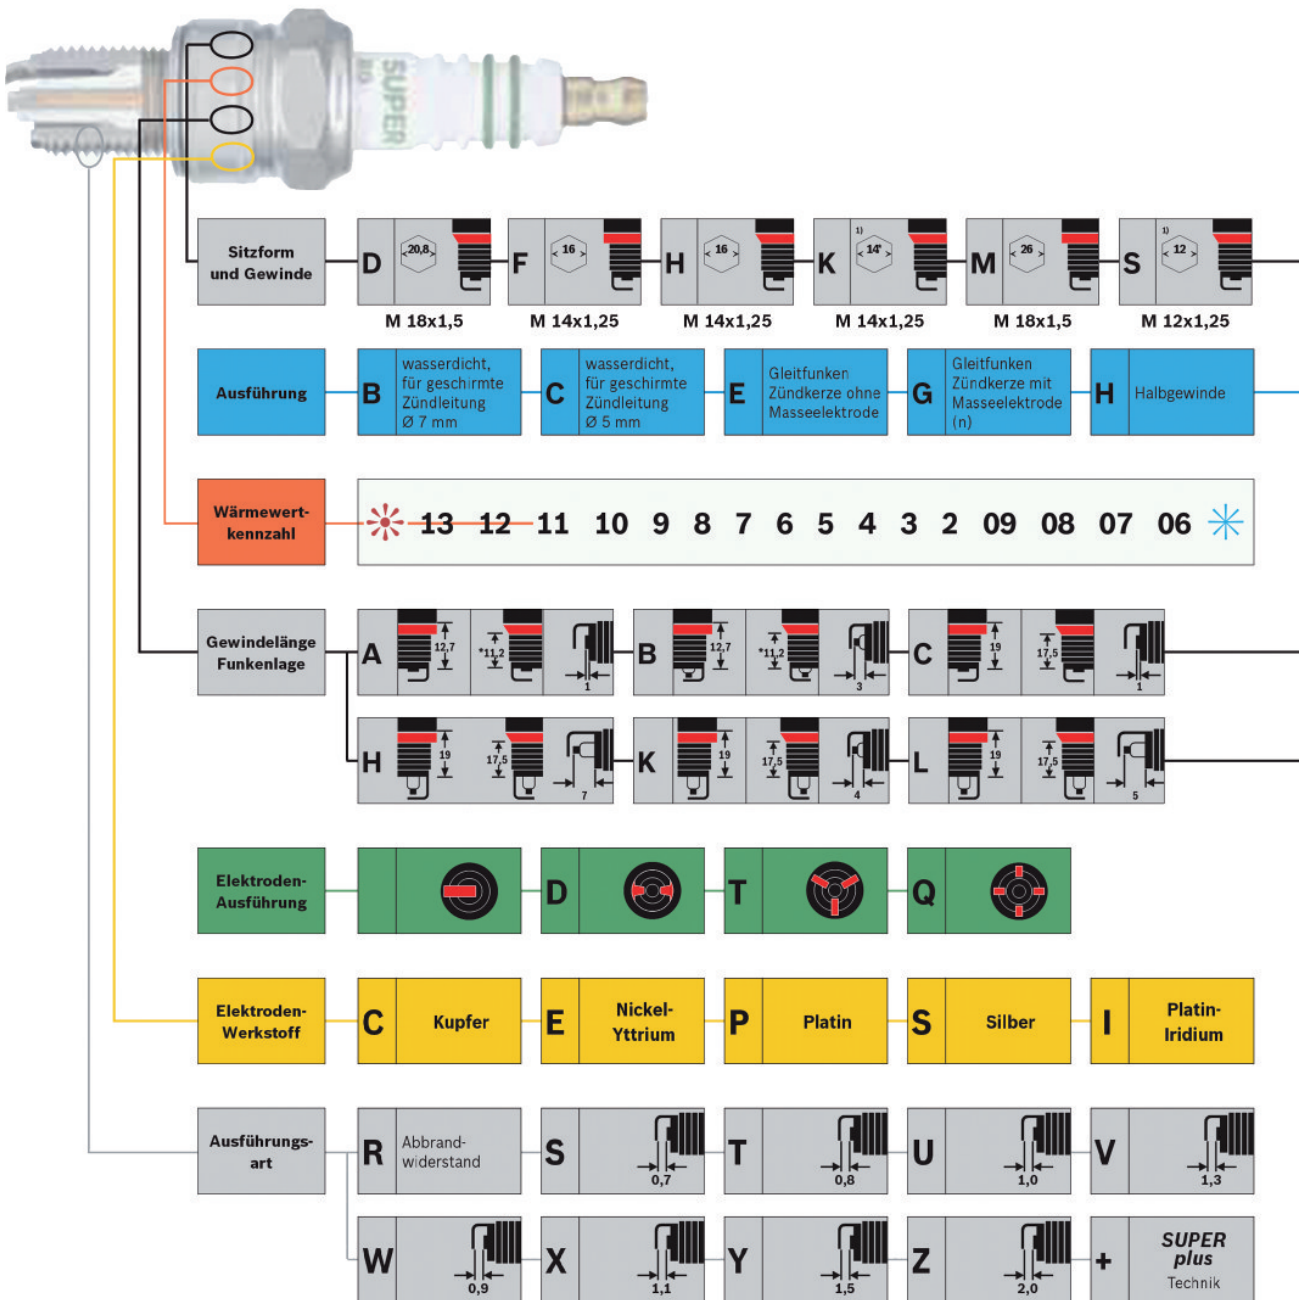 SUPER
Sitzform
und Gewinde
D
20,8
F
16
H
16
K
1)
14'
M
26
S
1)
12
M 18x1,5
M 14x1,25
M 14x1,25
M 14x1,25
M 18x1,5
M 12x1,25
Ausführung
B
wasserdicht,
für geschirmte
Zündleitung
Ø 7 mm
C
wasserdicht,
für geschirmte
Zündleitung
Ø 5 mm
E
Gleitfunken
Zündkerze ohne
Masseelektrode
G
Gleitfunken
Zündkerze mit
Masseelektrode
(n)
H
Halbgewinde
Wärmewert-
kennzahl
13 12 11 10 9 8 7 6 5 4 3 2 09 08 07 06
Gewindelänge
Funkenlage
A
12,7
*11,2
1
B
12,7
*11,2
3
C
19
17,5
1
H
19
17,5
7
K
19
17,5
4
L
19
17,5
5
Elektroden-
Ausführung
D
T
Q
Elektroden-
Werkstoff
C
Kupfer
E
Nickel-
Yttrium
P
Platin
S
Silber
I
Platin-
Iridium
Ausführungs-
art
R
Abbrand-
widerstand
S
0,7
T
0,8
U
1,0
V
1,3
W
0,9
X
1,1
Y
1,5
Z
2,0
+
SUPER
plus
Technik